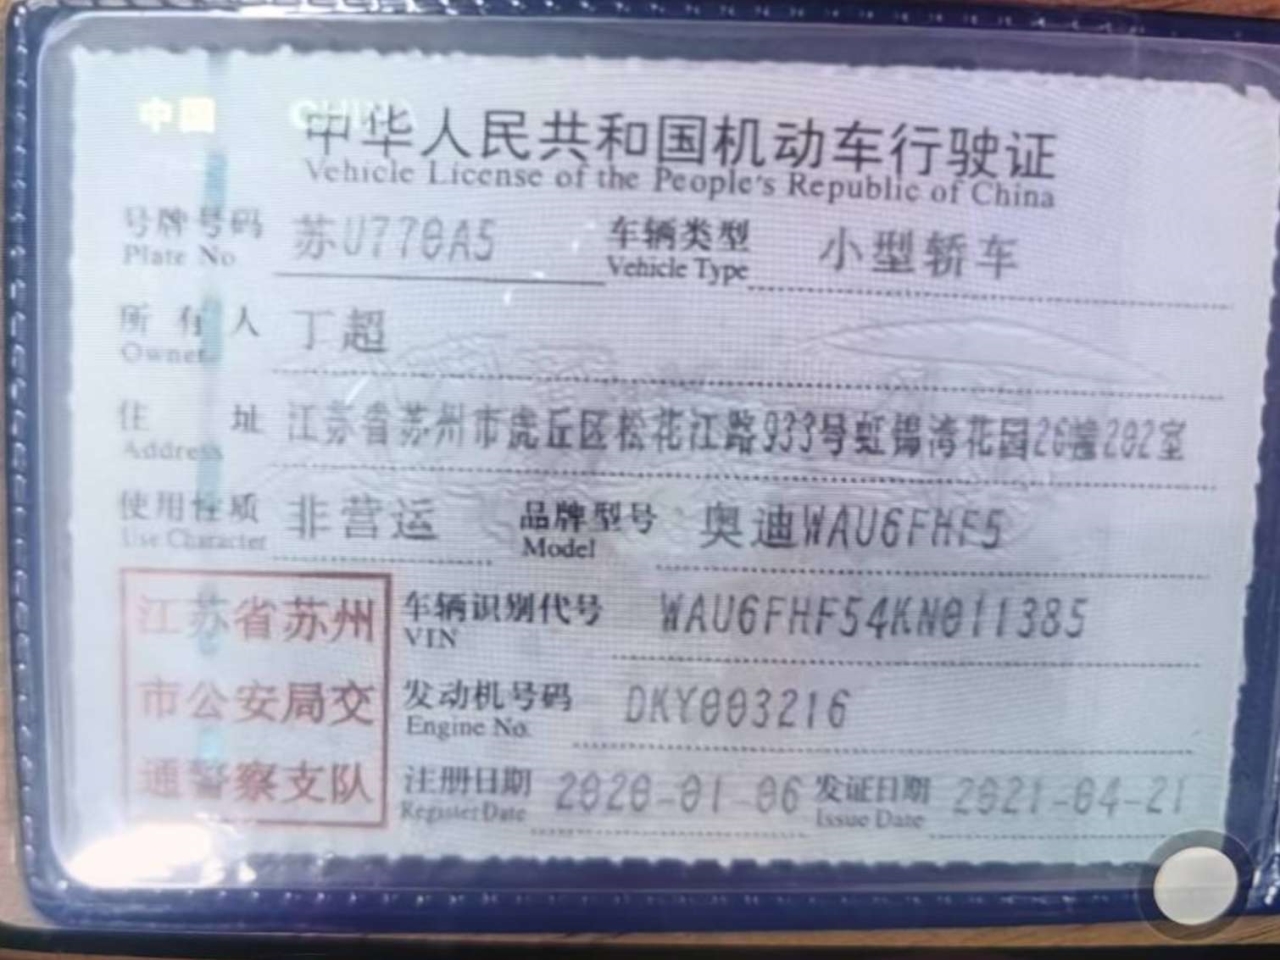 中国 CHINA
中华人民共和国机动车行驶证
Vehicle License of the People's Republic of China
号牌号码 苏U770A5 车辆类型 小型轿车
Plate No. Vehicle Type
所有人 丁超
Owner
住址 江苏省苏州市虎丘区松花江路933号虹锦湾花园26幢202室
Address
使用性质 非营运 品牌型号 奥迪WAU6FHF5
Use Character Model
江苏省苏州 车辆识别代号 WAU6FHF54KN011385
VIN
市公安局交 发动机号码 DKY003216
Engine No.
通警察支队 注册日期 2020-01-06 发证日期 2021-04-21
Register Date Issue Date